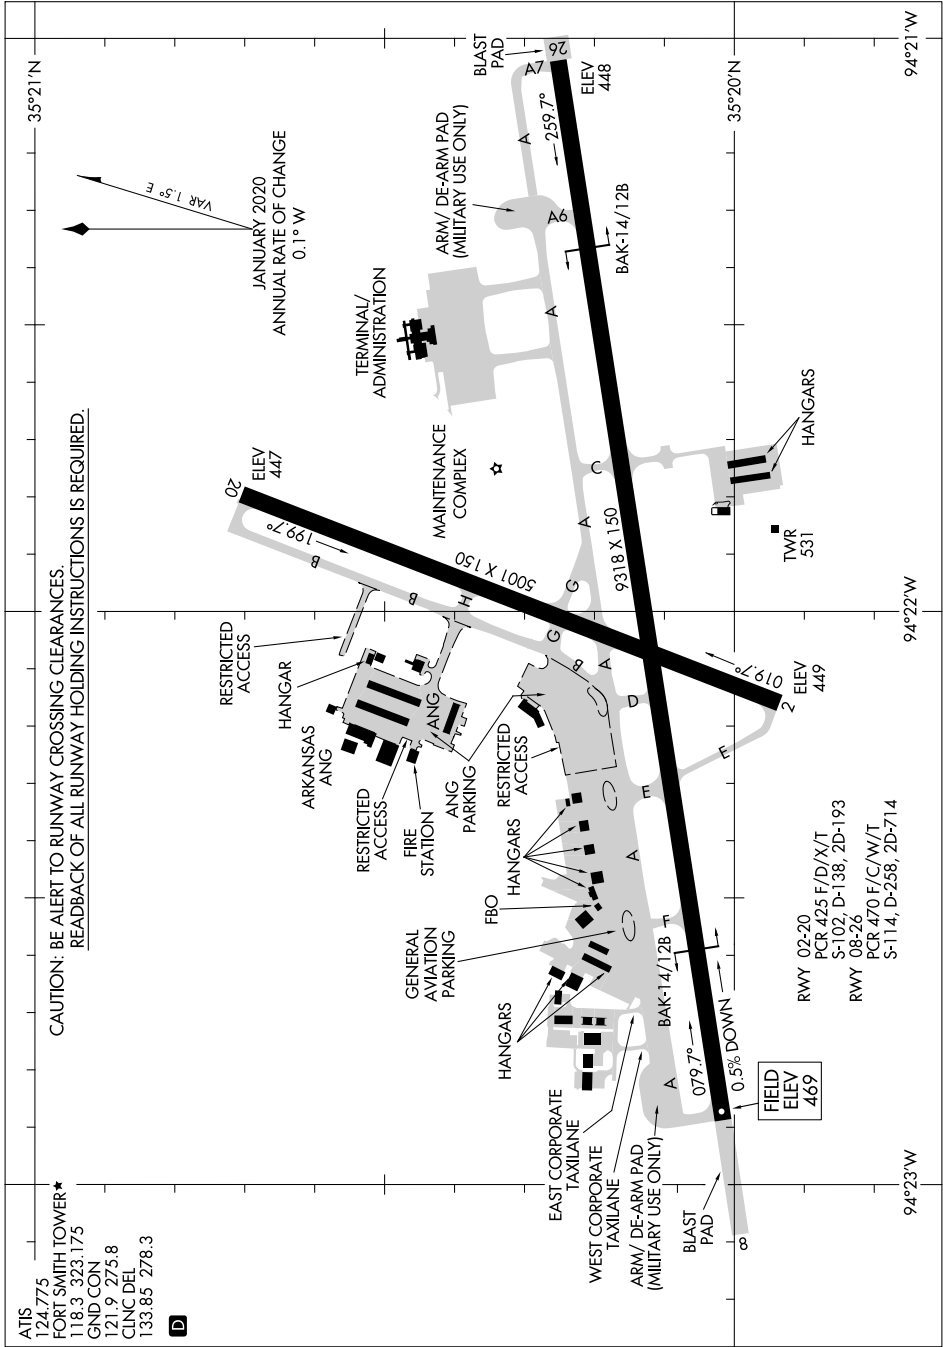 ATIS
124.775
FORT SMITH TOWER★
118.3 323.175
GND CON
121.9 275.8
CLNC DEL
133.85 278.3
D
CAUTION: BE ALERT TO RUNWAY CROSSING CLEARANCES.
READBACK OF ALL RUNWAY HOLDING INSTRUCTIONS IS REQUIRED.
35°21'N
VAR 1.5° E
JANUARY 2020
ANNUAL RATE OF CHANGE
0.1° W
20
ELEV
447
199.7°
B
B
RESTRICTED
ACCESS
HANGAR
ARKANSAS
ANG
RESTRICTED
ACCESS
FIRE
STATION
ANG
ANG
PARKING
RESTRICTED
ACCESS
H
5001 X 150
MAINTENANCE
COMPLEX
TERMINAL/
ADMINISTRATION
ARM/ DE-ARM PAD
(MILITARY USE ONLY)
BLAST
PAD
26
A7
ELEV
448
A
259.7°
A6
BAK-14/12B
A
C
A
G
G
B
A
9318 X 150
HANGARS
TWR
531
D
E
E
019.7°
ELEV
449
2
GENERAL
AVIATION
PARKING
FBO
HANGARS
HANGARS
A
F
BAK-14/12B
EAST CORPORATE
TAXILANE
WEST CORPORATE
TAXILANE
ARM/ DE-ARM PAD
(MILITARY USE ONLY)
A
079.7°
0.5% DOWN
BLAST
PAD
8
FIELD
ELEV
469
RWY 02-20
PCR 425 F/D/X/T
S-102, D-138, 2D-193
RWY 08-26
PCR 470 F/C/W/T
S-114, D-258, 2D-714
35°20'N
94°23'W
94°22'W
94°21'W